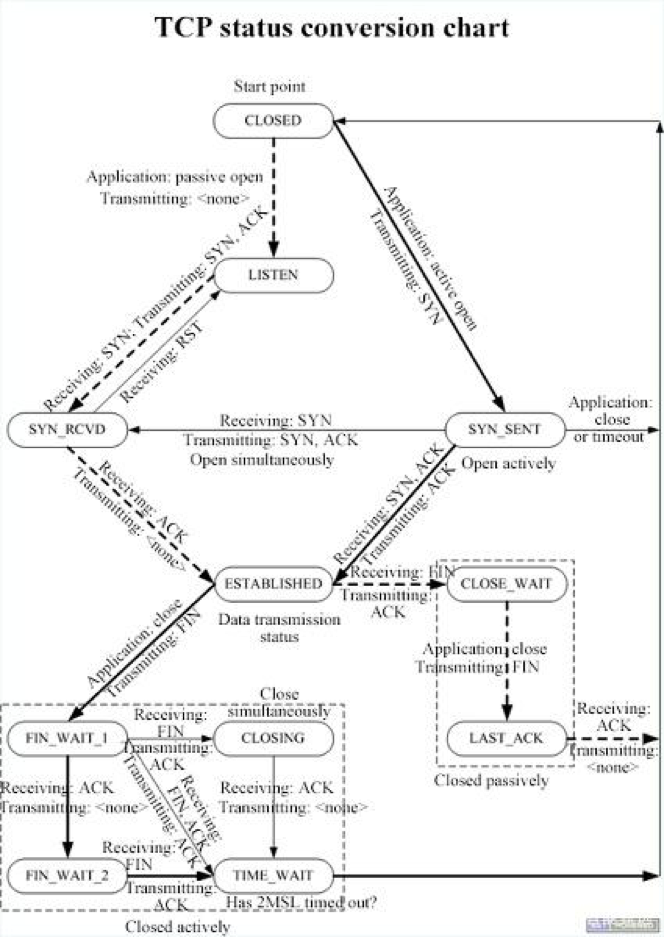 TCP status conversion chart
Start point
CLOSED
Application: passive open
Transmitting: <none>
Application: active open
Transmitting: SYN
LISTEN
Receiving: SYN; Transmitting: SYN, ACK
Receiving: RST
SYN_RCVD
Receiving: SYN
Transmitting: SYN, ACK
Open simultaneously
SYN_SENT
Open actively
Application:
close
or timeout
Receiving: ACK
Transmitting: <none>
Receiving: SYN, ACK
Transmitting: ACK
ESTABLISHED
Data transmission
status
Receiving: FIN
Transmitting:
ACK
CLOSE_WAIT
Application: close
Transmitting: FIN
Application: close
Transmitting: FIN
LAST_ACK
Closed passively
Receiving:
ACK
Transmitting:
<none>
FIN_WAIT_1
Receiving:
FIN
Transmitting:
ACK
Close
simultaneously
CLOSING
Receiving: ACK
Transmitting: <none>
Receiving:
FIN, ACK
Transmitting: ACK
Receiving: ACK
Transmitting: <none>
FIN_WAIT_2
Receiving:
FIN
Transmitting:
ACK
TIME_WAIT
Has 2MSL timed out?
Closed actively